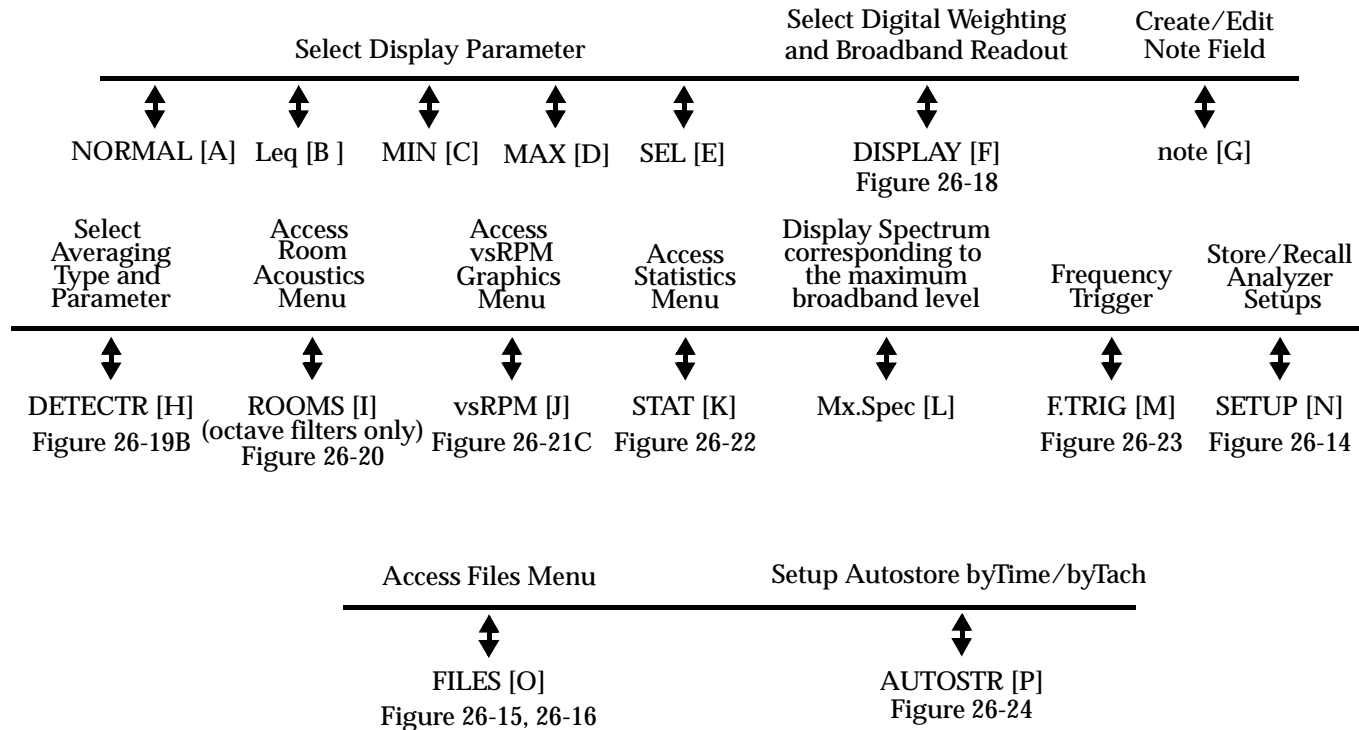 Select Display Parameter
Select Digital Weighting
and Broadband Readout
Create/Edit
Note Field
NORMAL [A]
Leq [B ]
MIN [C]
MAX [D]
SEL [E]
DISPLAY [F]
Figure 26-18
note [G]
Select
Averaging
Type and
Parameter
Access
Room
Acoustics
Menu
Access
vsRPM
Graphics
Menu
Access
Statistics
Menu
Display Spectrum
corresponding to
the maximum
broadband level
Frequency
Trigger
Store/Recall
Analyzer
Setups
DETECTR [H]
Figure 26-19B
ROOMS [I]
(octave filters only)
Figure 26-20
vsRPM [J]
Figure 26-21C
STAT [K]
Figure 26-22
Mx.Spec [L]
F.TRIG [M]
Figure 26-23
SETUP [N]
Figure 26-14
Access Files Menu
Setup Autostore byTime/byTach
FILES [O]
Figure 26-15, 26-16
AUTOSTR [P]
Figure 26-24